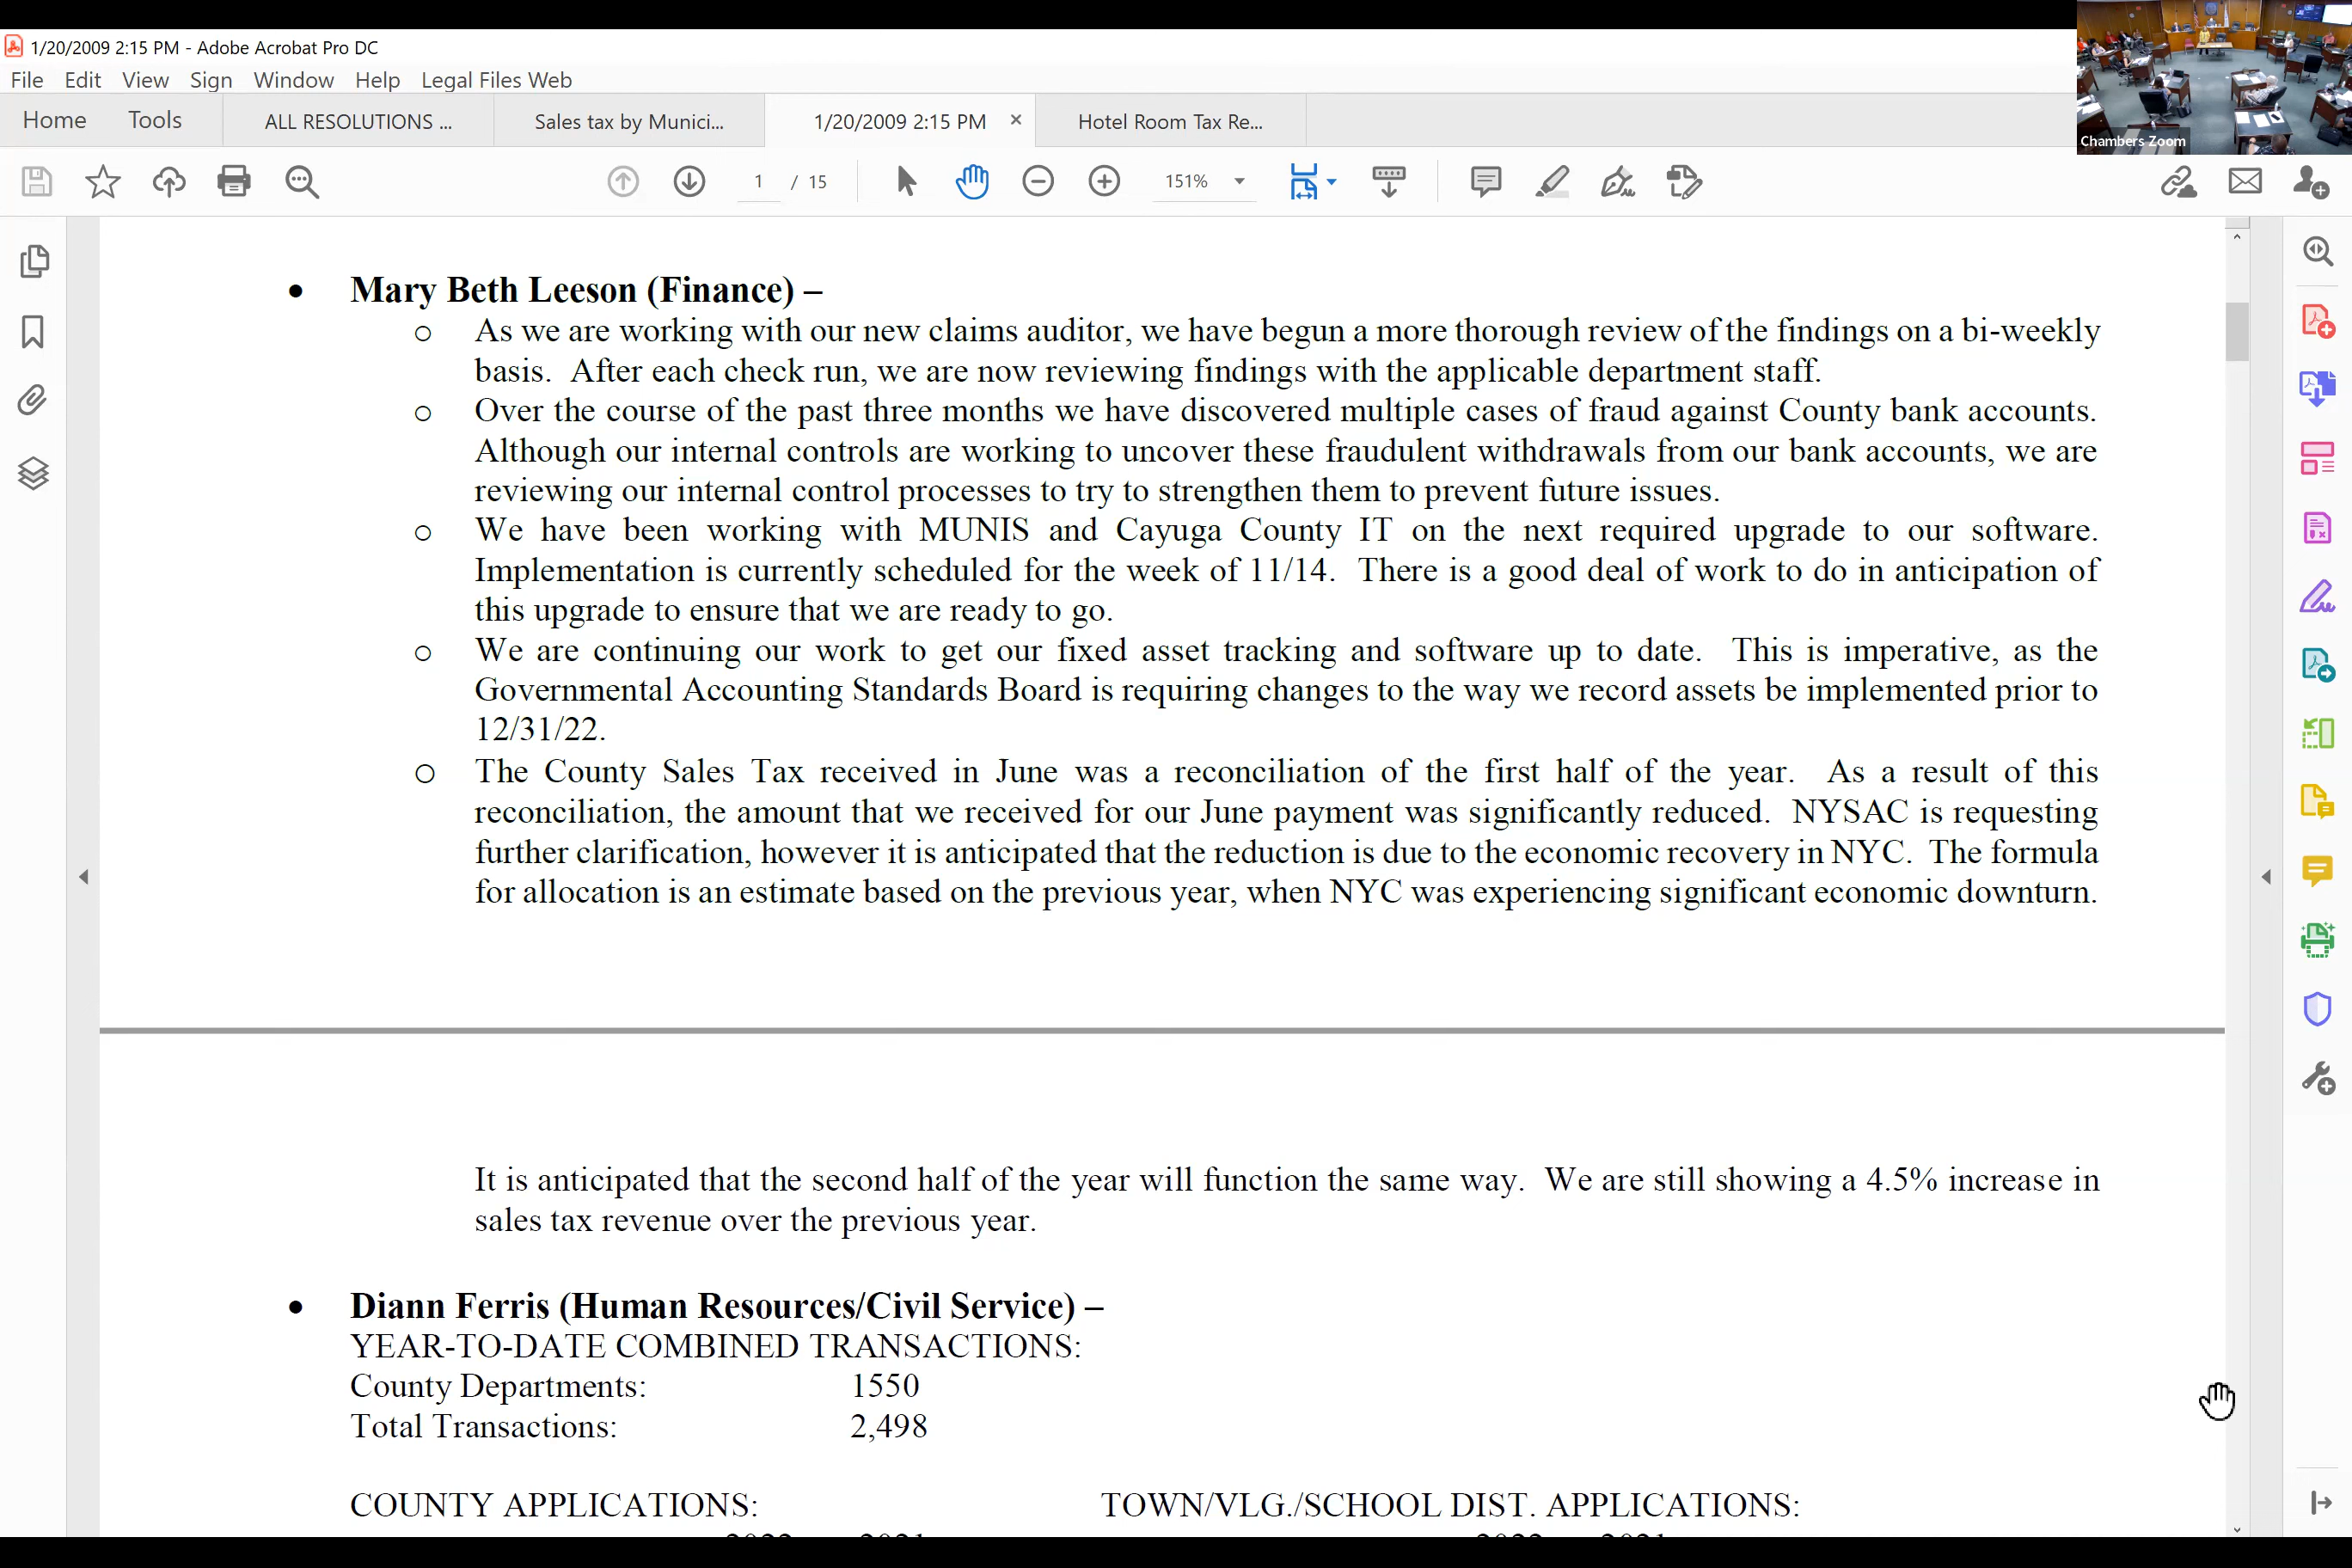 1/20/2009 2:15 PM - Adobe Acrobat Pro DC
File Edit View Sign Window Help Legal Files Web
Home Tools ALL RESOLUTIONS ... Sales tax by Munici... 1/20/2009 2:15 PM × Hotel Room Tax Re...
Chambers Zoom
1 / 15 151%
• Mary Beth Leeson (Finance) –
o As we are working with our new claims auditor, we have begun a more thorough review of the findings on a bi-weekly
basis. After each check run, we are now reviewing findings with the applicable department staff.
o Over the course of the past three months we have discovered multiple cases of fraud against County bank accounts.
Although our internal controls are working to uncover these fraudulent withdrawals from our bank accounts, we are
reviewing our internal control processes to try to strengthen them to prevent future issues.
o We have been working with MUNIS and Cayuga County IT on the next required upgrade to our software.
Implementation is currently scheduled for the week of 11/14. There is a good deal of work to do in anticipation of
this upgrade to ensure that we are ready to go.
o We are continuing our work to get our fixed asset tracking and software up to date. This is imperative, as the
Governmental Accounting Standards Board is requiring changes to the way we record assets be implemented prior to
12/31/22.
o The County Sales Tax received in June was a reconciliation of the first half of the year. As a result of this
reconciliation, the amount that we received for our June payment was significantly reduced. NYSAC is requesting
further clarification, however it is anticipated that the reduction is due to the economic recovery in NYC. The formula
for allocation is an estimate based on the previous year, when NYC was experiencing significant economic downturn.
It is anticipated that the second half of the year will function the same way. We are still showing a 4.5% increase in
sales tax revenue over the previous year.
• Diann Ferris (Human Resources/Civil Service) –
YEAR-TO-DATE COMBINED TRANSACTIONS:
County Departments: 1550
Total Transactions: 2,498
COUNTY APPLICATIONS: TOWN/VLG./SCHOOL DIST. APPLICATIONS:
2022 2021 2022 2021